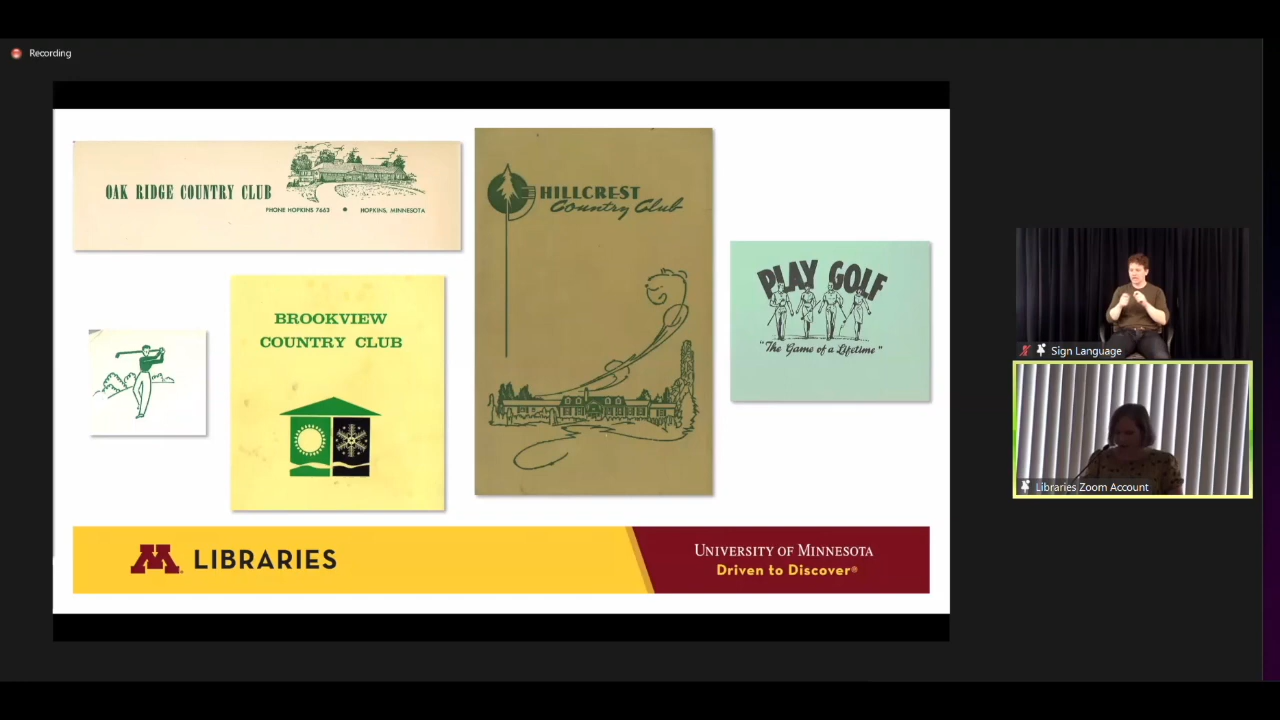 Recording
OAK RIDGE COUNTRY CLUB
PHONE HOPKINS 7663 • HOPKINS, MINNESOTA
HILLCREST
Country Club
PLAY GOLF
"The Game of a Lifetime"
BROOKVIEW
COUNTRY CLUB
Sign Language
Libraries Zoom Account
M LIBRARIES
UNIVERSITY OF MINNESOTA
Driven to Discover®